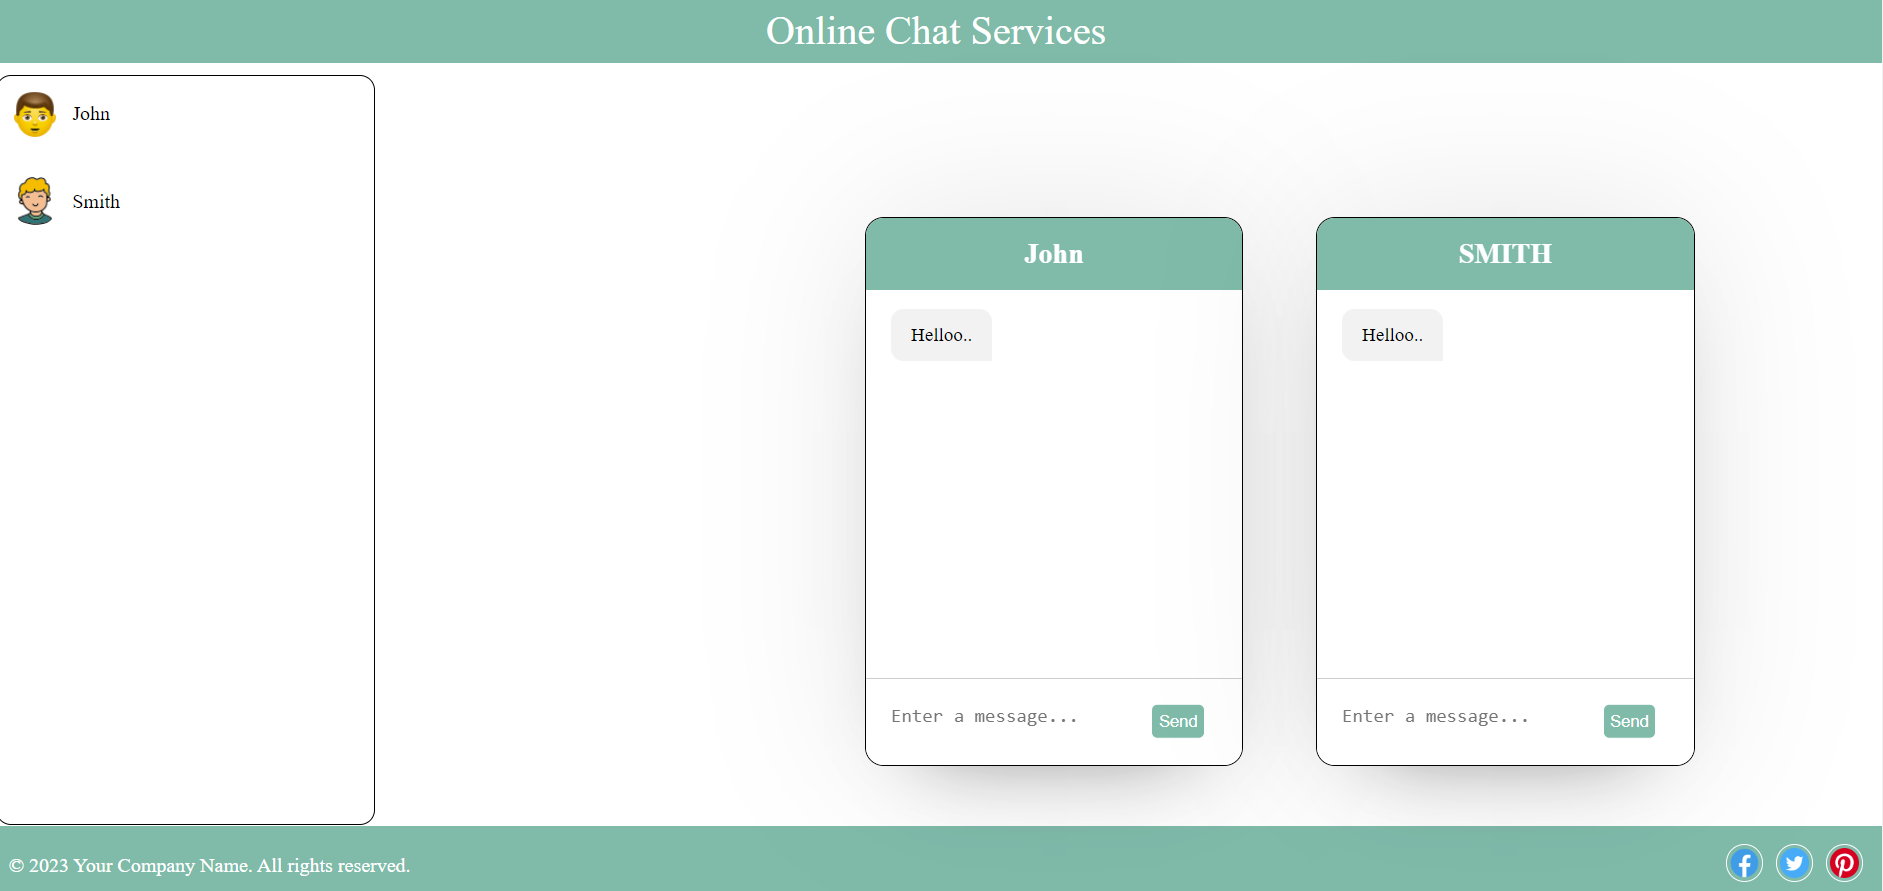 Online Chat Services
John
Smith
John
Helloo..
Enter a message...
Send
SMITH
Helloo..
Enter a message...
Send
© 2023 Your Company Name. All rights reserved.